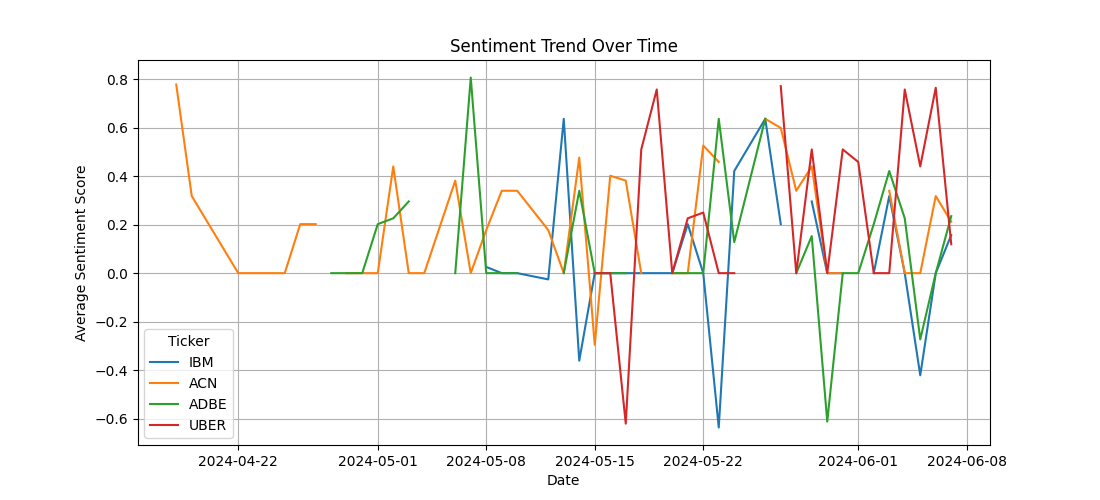 Sentiment Trend Over Time
Average Sentiment Score
0.8
0.6
0.4
0.2
0.0
−0.2
−0.4
−0.6
Ticker
IBM
ACN
ADBE
UBER
2024-04-22
2024-05-01
2024-05-08
2024-05-15
2024-05-22
2024-06-01
2024-06-08
Date